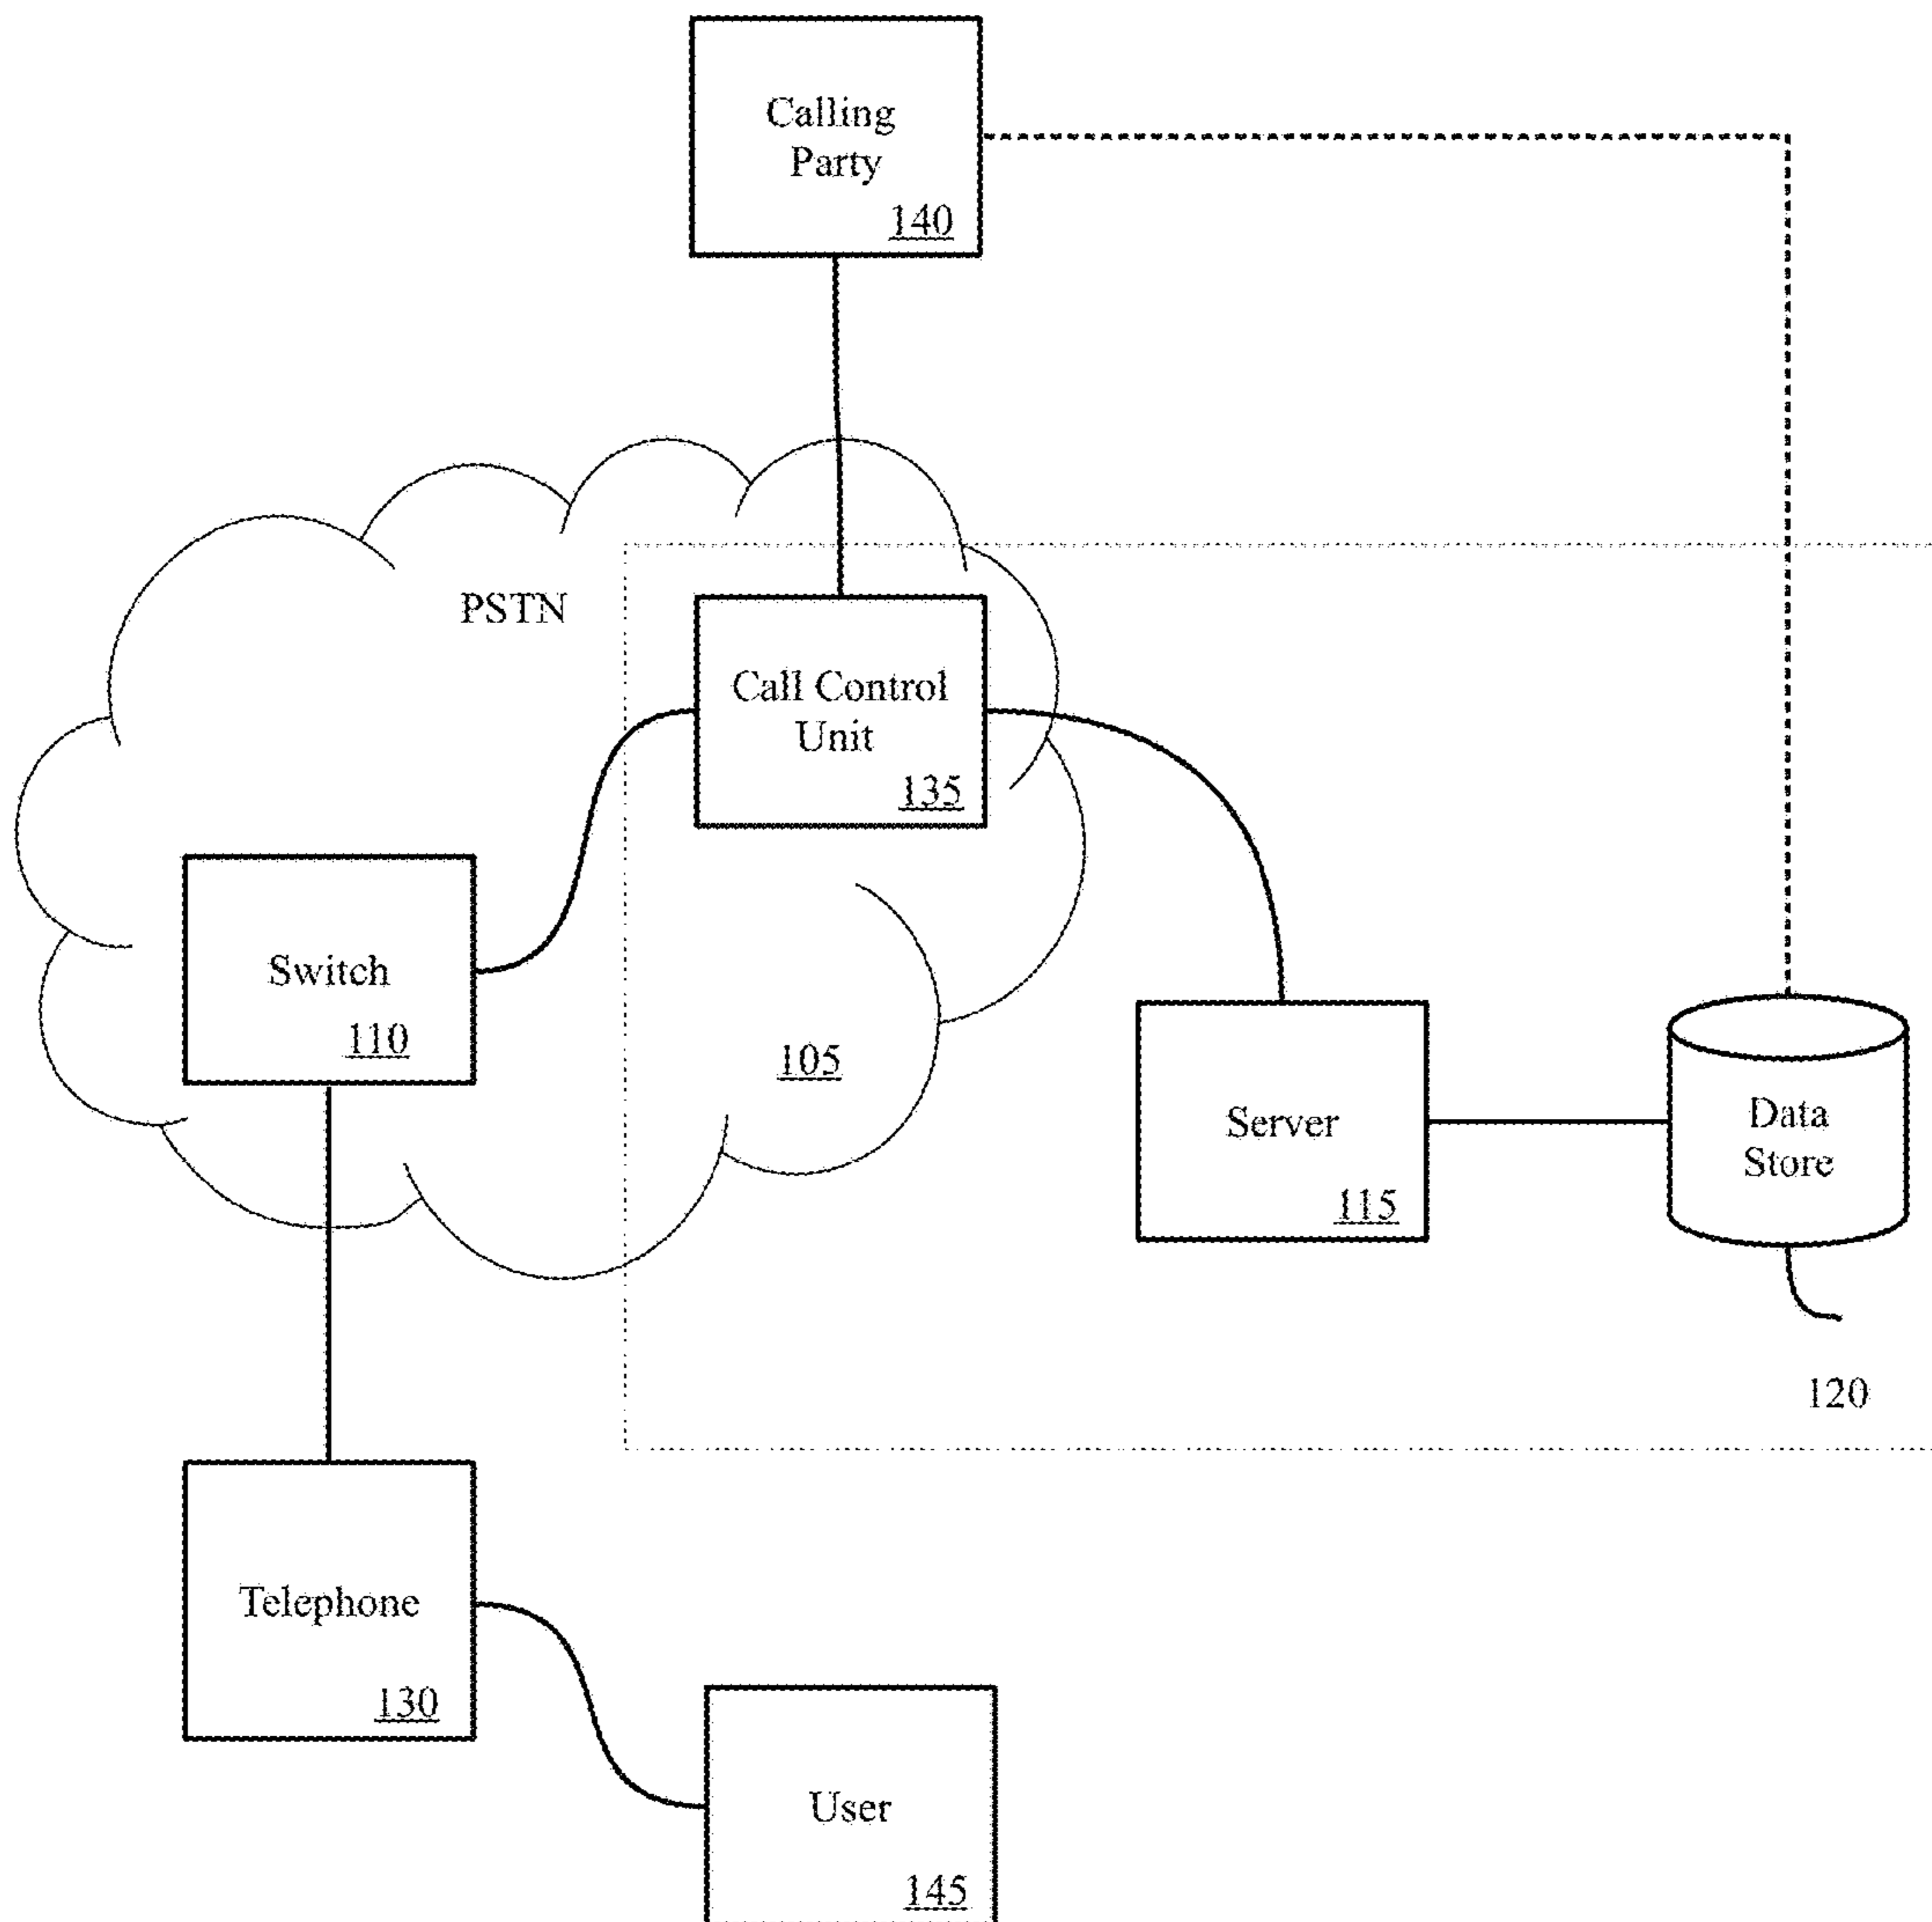 Calling
Party
140
PSTN
Call Control
Unit
135
Switch
110
105
Server
115
Data
Store
120
Telephone
130
User
145